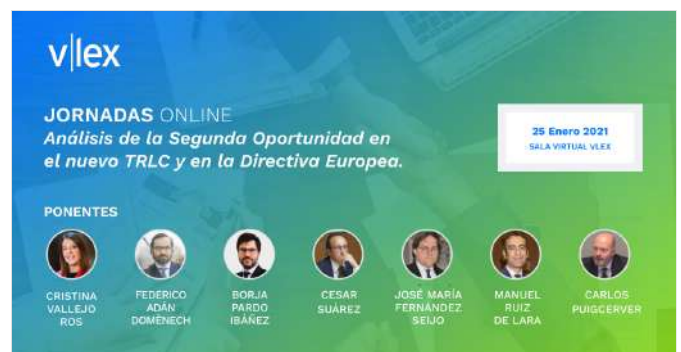 v|lex
JORNADAS ONLINE
Análisis de la Segunda Oportunidad en
el nuevo TRLC y en la Directiva Europea.
25 Enero 2021
SALA VIRTUAL VLEX
PONENTES
CRISTINA
VALLEJO
ROS
FEDERICO
ADÁN
DOMÈNECH
BORJA
PARDO
IBÁÑEZ
CESAR
SUÁREZ
JOSÉ MARÍA
FERNÁNDEZ
SEIJO
MANUEL
RUIZ
DE LARA
CARLOS
PUIGCERVER